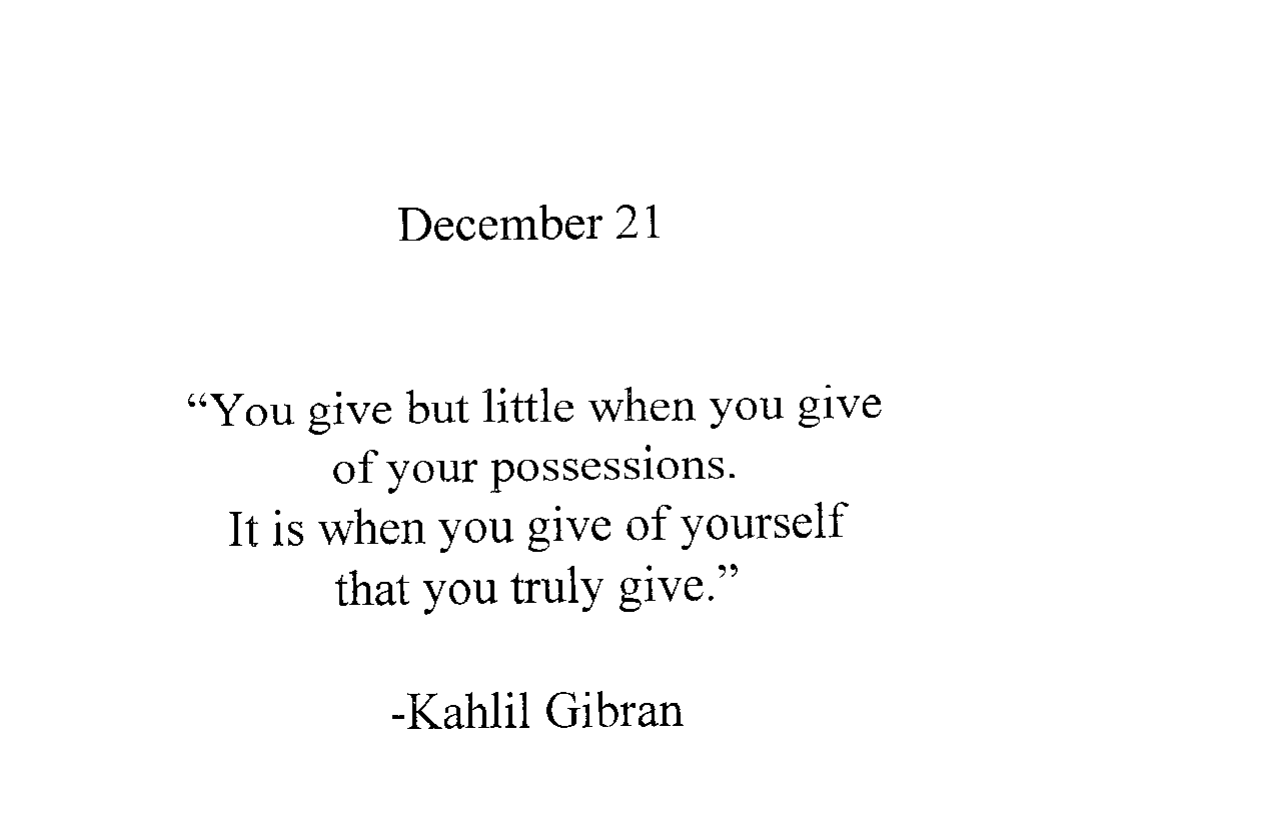 December 21
“You give but little when you give
of your possessions.
It is when you give of yourself
that you truly give.”
-Kahlil Gibran